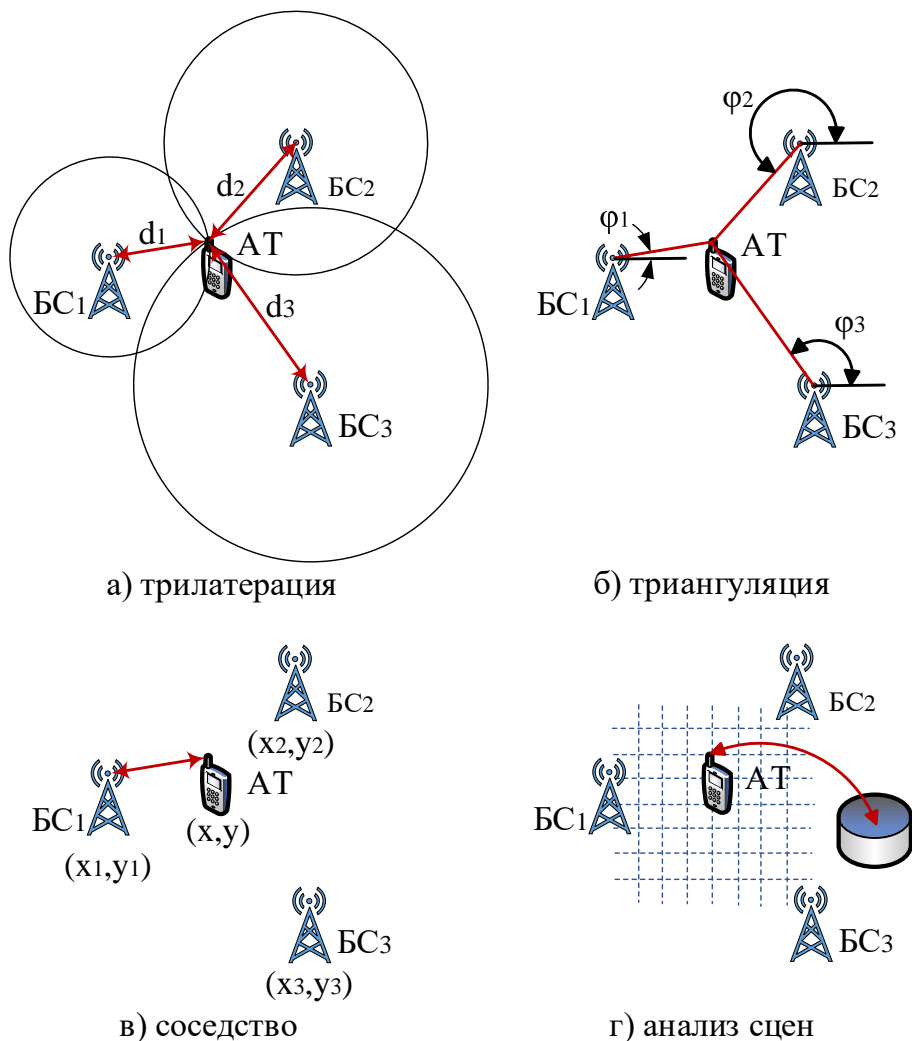 БС2
d2
d1
АТ
БС1
d3
БС3
а) трилатерация
φ2
БС2
φ1
АТ
БС1
φ3
БС3
б) триангуляция
БС2
(x2,y2)
АТ
БС1
(x,y)
(x1,y1)
БС3
(x3,y3)
в) соседство
БС2
АТ
БС1
БС3
г) анализ сцен